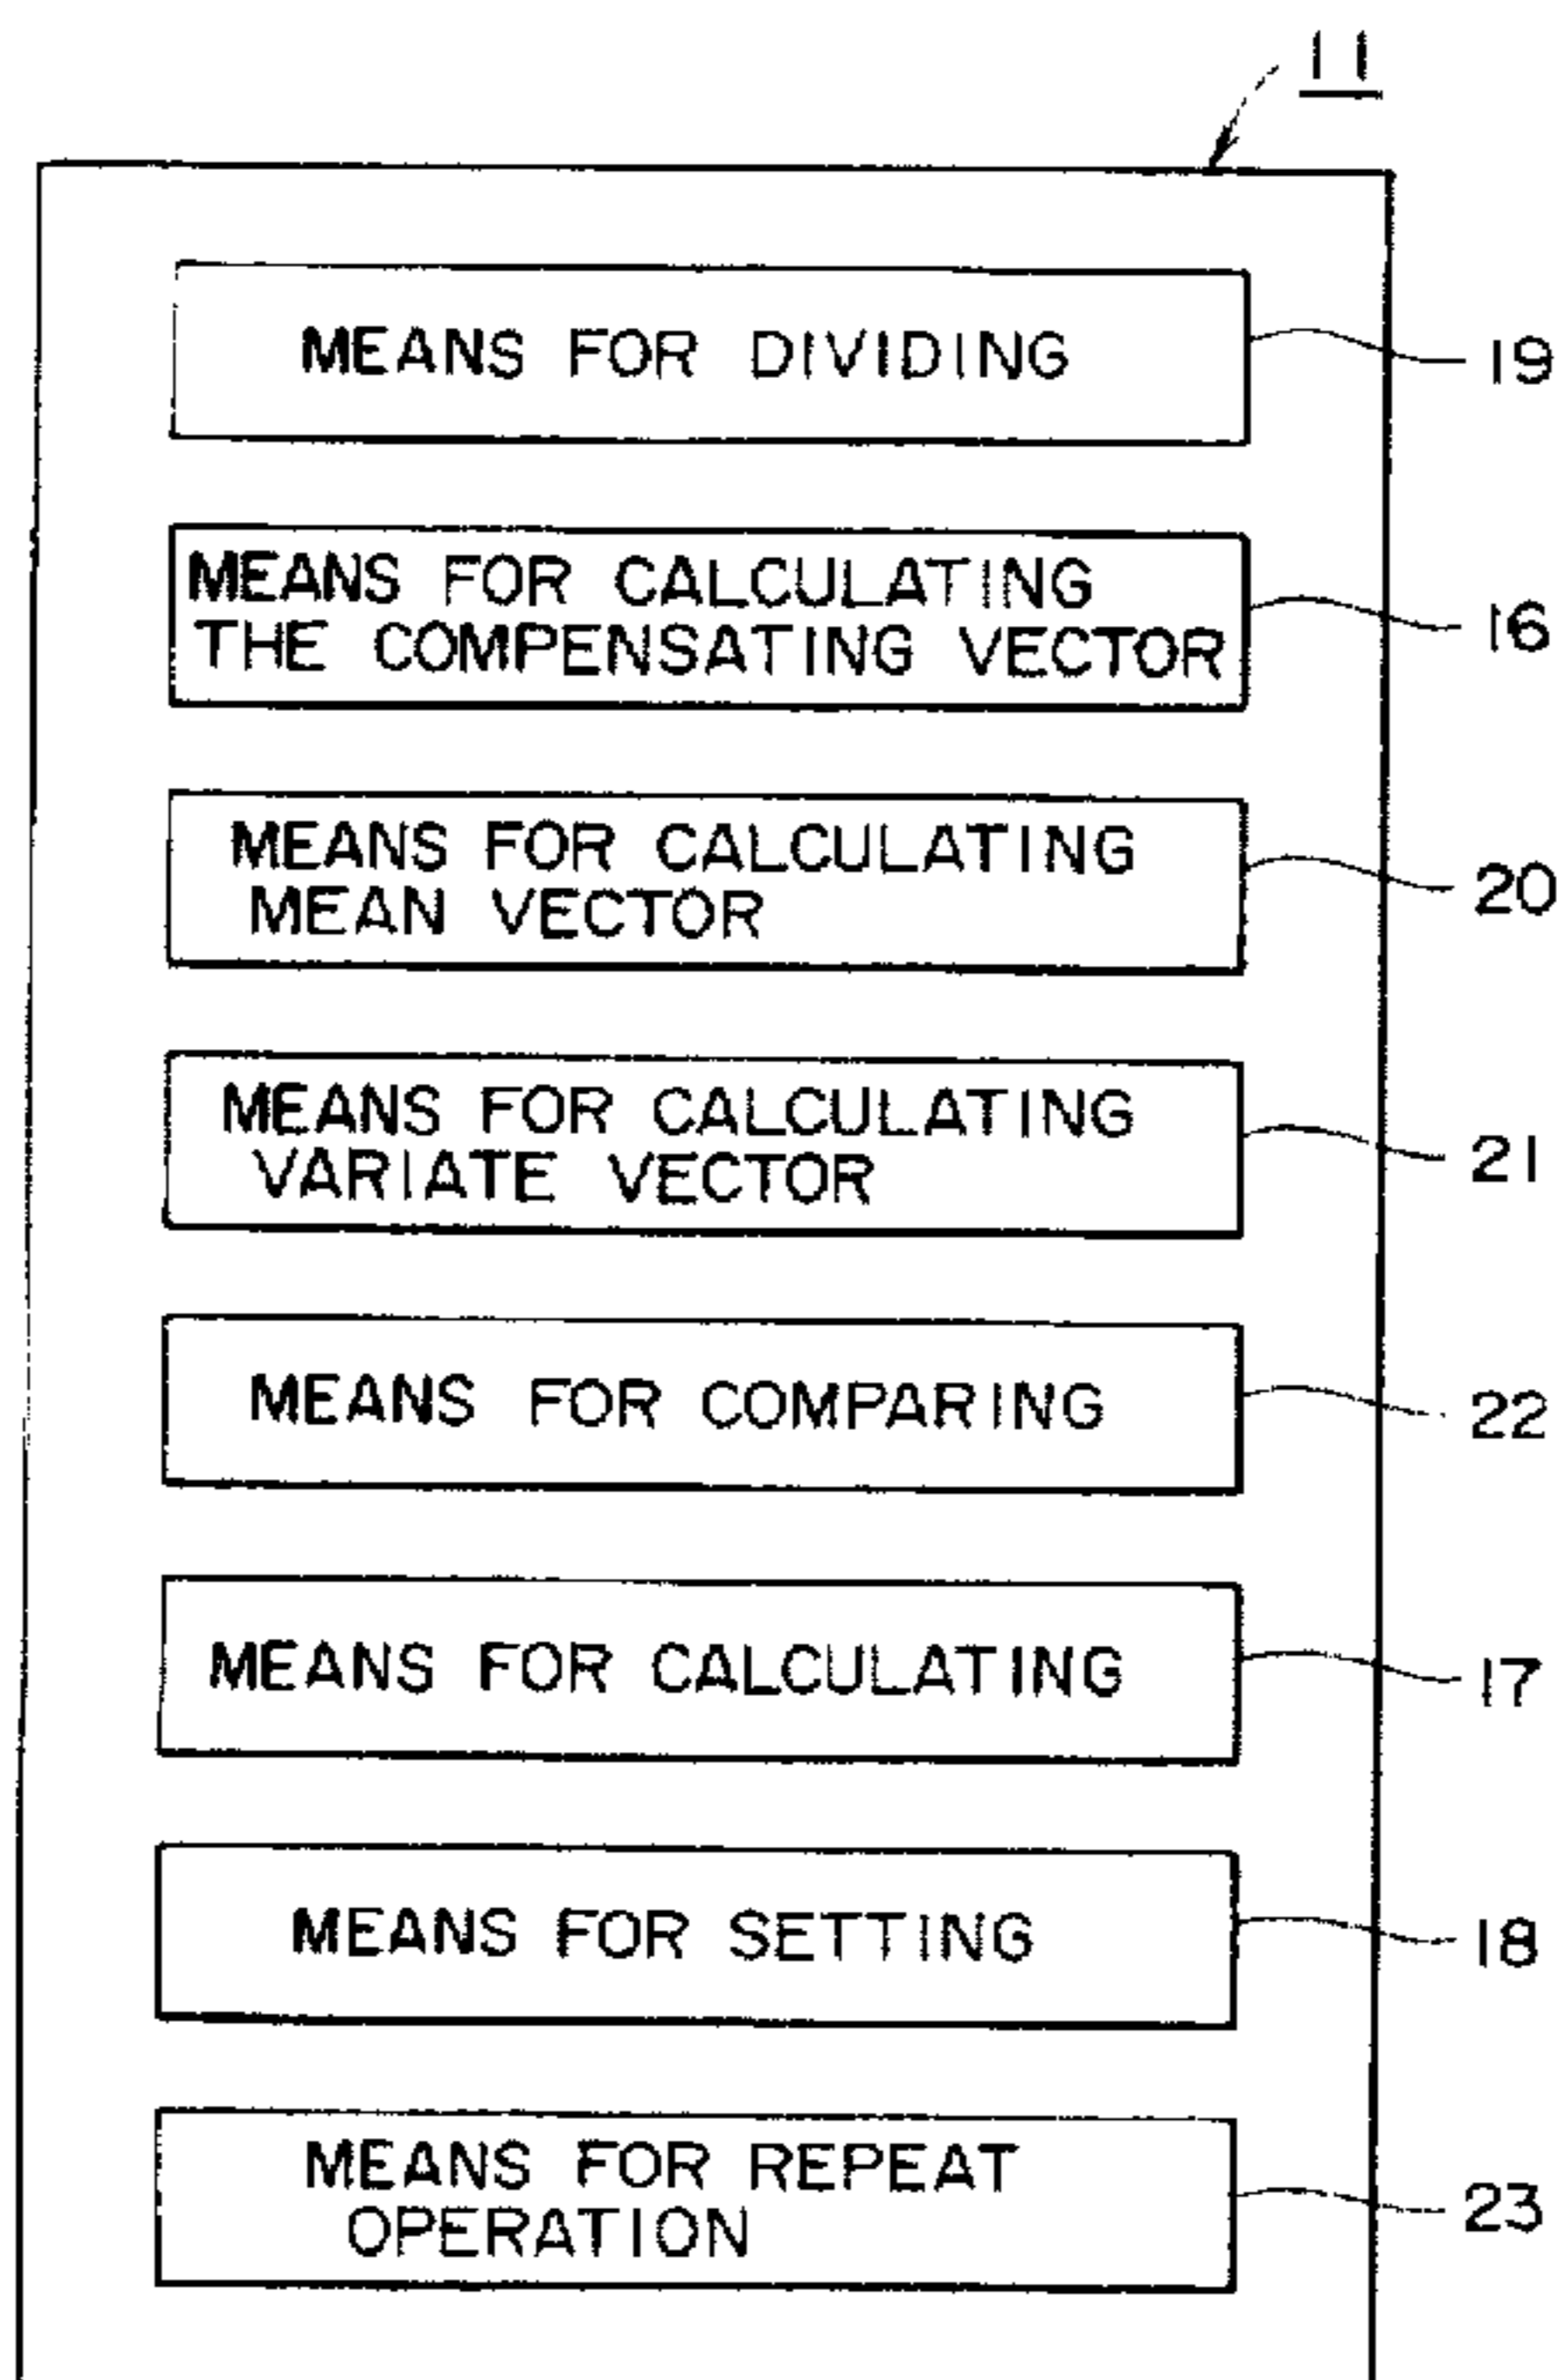 11
MEANS FOR DIVIDING
19
MEANS FOR CALCULATING
THE COMPENSATING VECTOR
16
MEANS FOR CALCULATING
MEAN VECTOR
20
MEANS FOR CALCULATING
VARIATE VECTOR
21
MEANS FOR COMPARING
22
MEANS FOR CALCULATING
17
MEANS FOR SETTING
18
MEANS FOR REPEAT
OPERATION
23